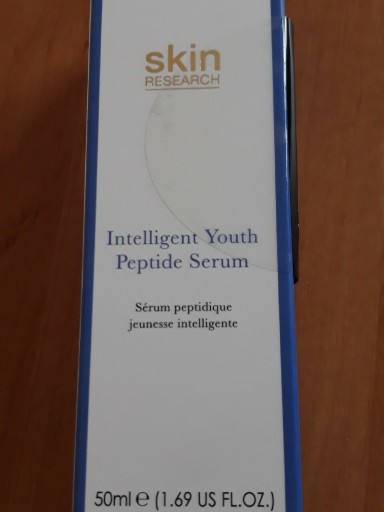 skin
RESEARCH
Intelligent Youth
Peptide Serum
Sérum peptidique
jeunesse intelligente
50ml ℮ (1.69 US FL.OZ.)